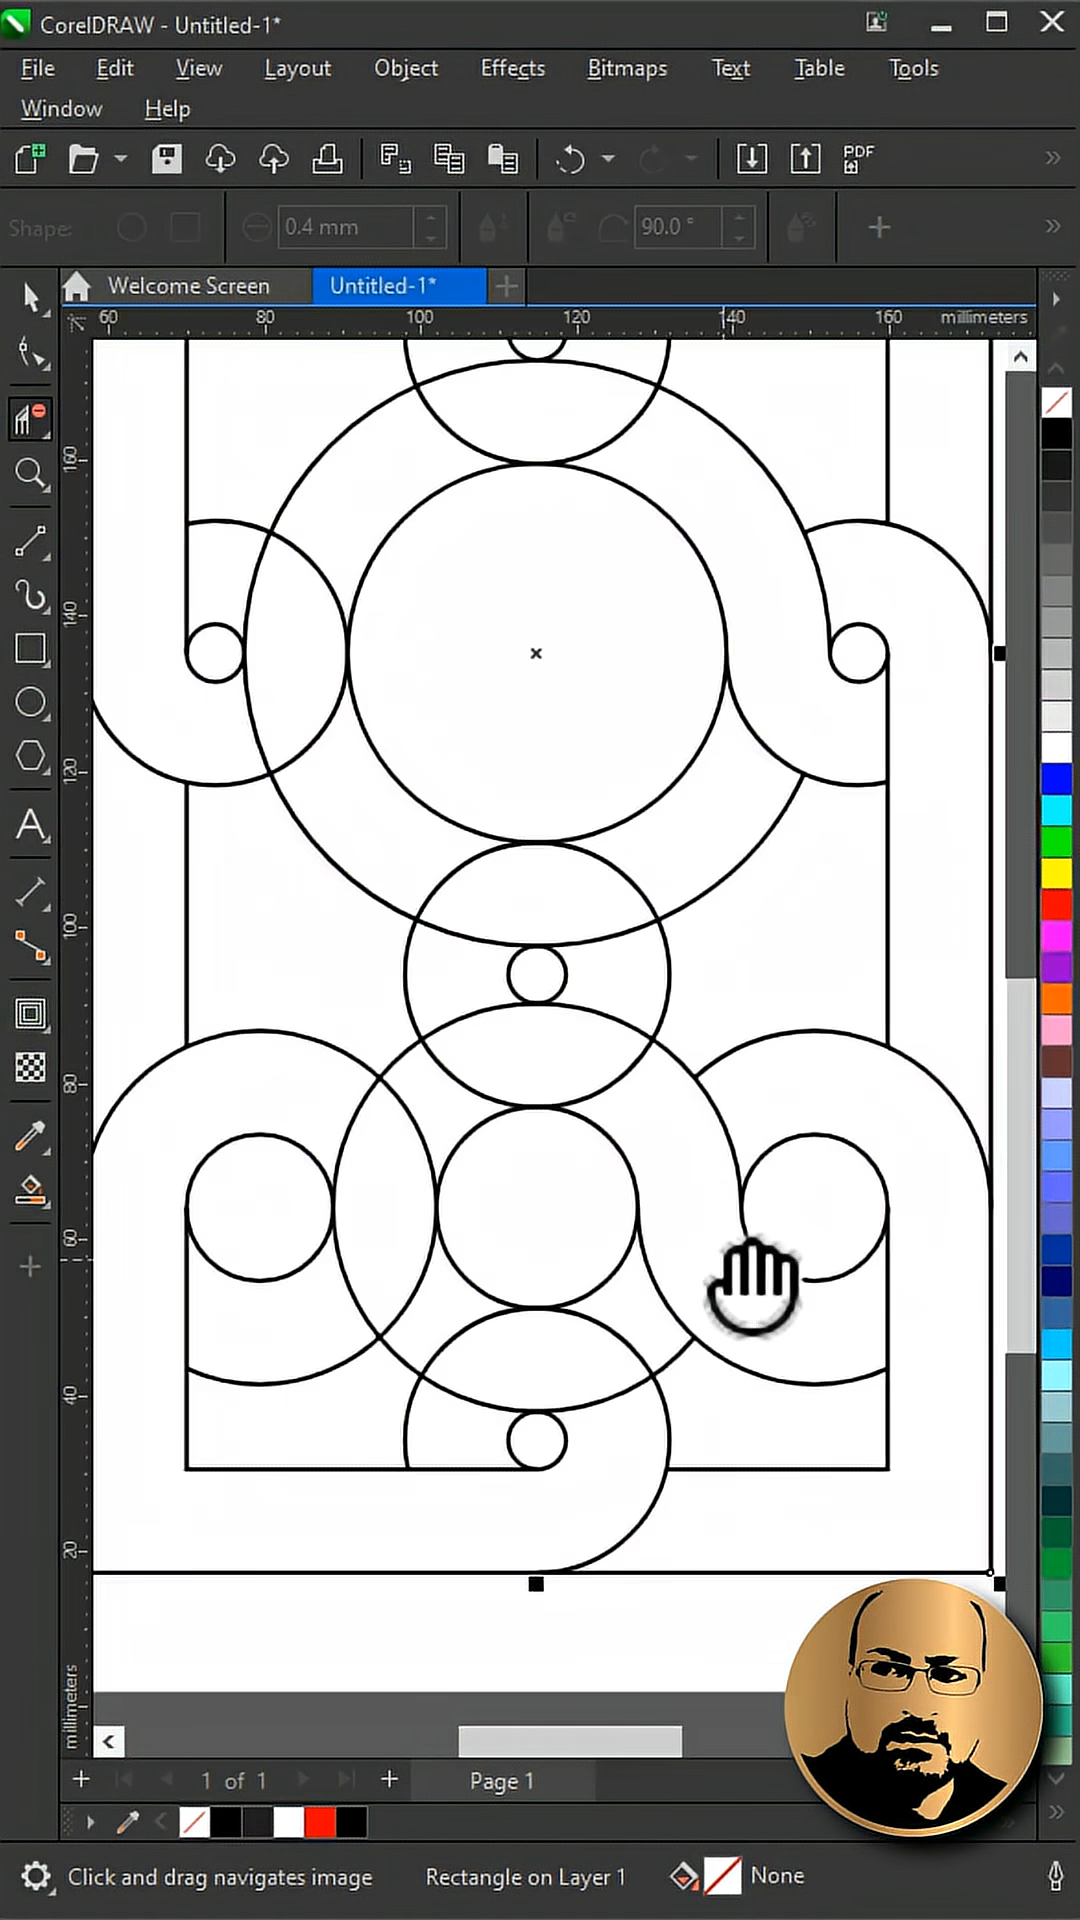 CorelDRAW - Untitled-1*
File Edit View Layout Object Effects Bitmaps Text Table Tools
Window Help
PDF
Shape: 0.4 mm 90.0 °
Welcome Screen Untitled-1*
60 80 100 120 140 160 millimeters
160
140
120
100
80
60
40
20
millimeters
1 of 1 Page 1
Click and drag navigates image Rectangle on Layer 1 None